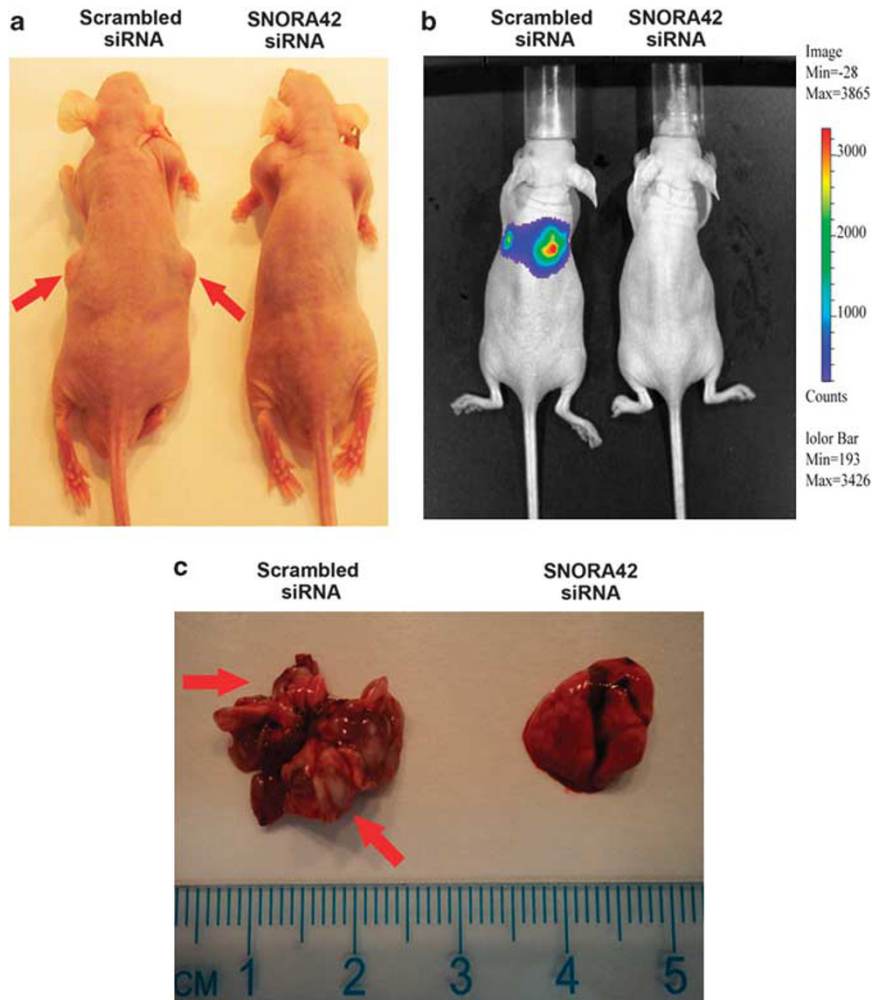 a
Scrambled
siRNA
SNORA42
siRNA
b
Scrambled
siRNA
SNORA42
siRNA
Image
Min=-28
Max=3865
3000
2000
1000
Counts
lolor Bar
Min=193
Max=3426
c
Scrambled
siRNA
SNORA42
siRNA
CM 1 2 3 4 5